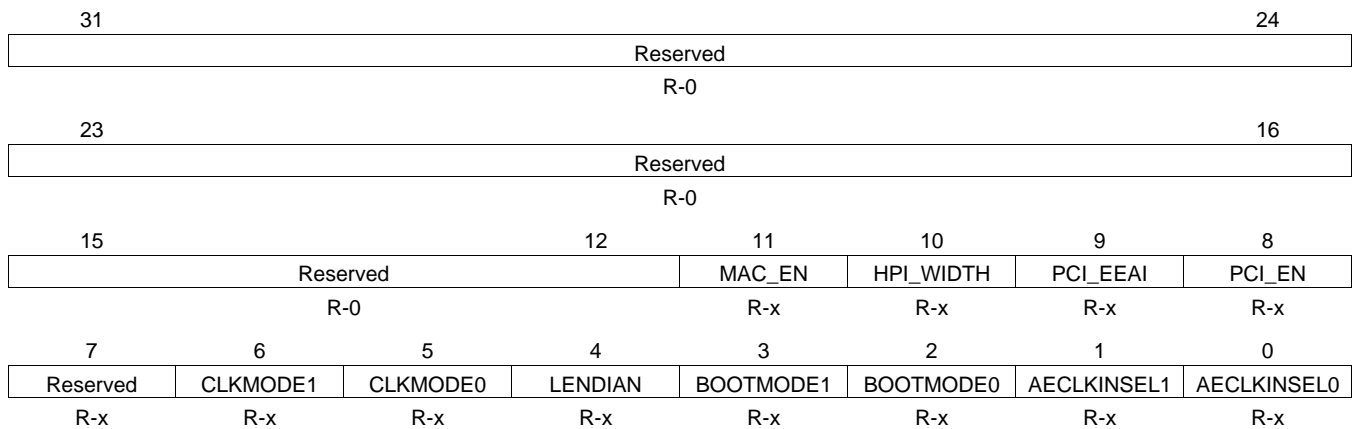 31 24
Reserved
R-0
23 16
Reserved
R-0
15 12 11 10 9 8
Reserved MAC_EN HPI_WIDTH PCI_EEAI PCI_EN
R-0 R-x R-x R-x R-x
7 6 5 4 3 2 1 0
Reserved CLKMODE1 CLKMODE0 LENDIAN BOOTMODE1 BOOTMODE0 AECLKINSEL1 AECLKINSEL0
R-x R-x R-x R-x R-x R-x R-x R-x